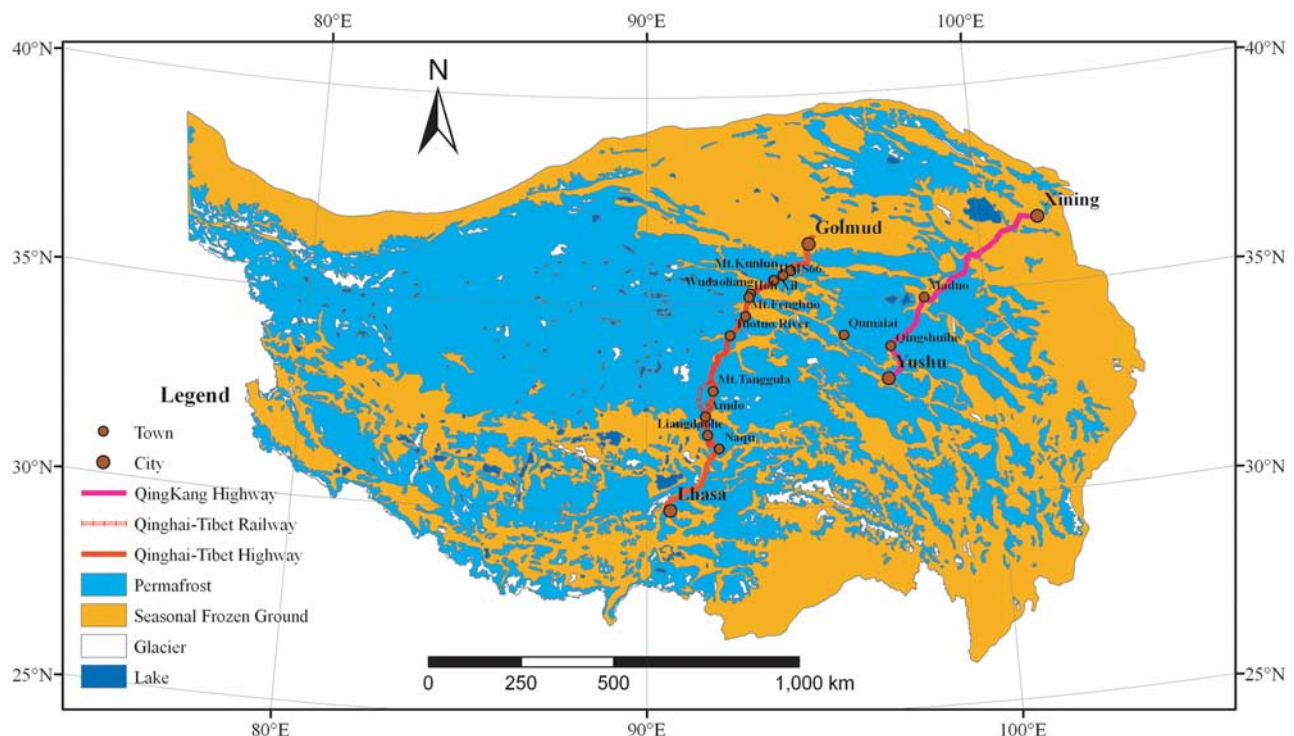 80°E
90°E
100°E
40°N
40°N
N
Xining
Golmud
35°N
35°N
Mt.Kunlun
Wudaoliang
Mt.Fenghuo
Maduo
Tuotuo River
Qumalai
Qingshuihe
Yushu
Mt.Tanggula
Amdo
Liangdaohe
Naqu
Lhasa
30°N
30°N
Legend
Town
City
QingKang Highway
Qinghai-Tibet Railway
Qinghai-Tibet Highway
Permafrost
Seasonal Frozen Ground
Glacier
Lake
25°N
25°N
0
250
500
1,000 km
80°E
90°E
100°E